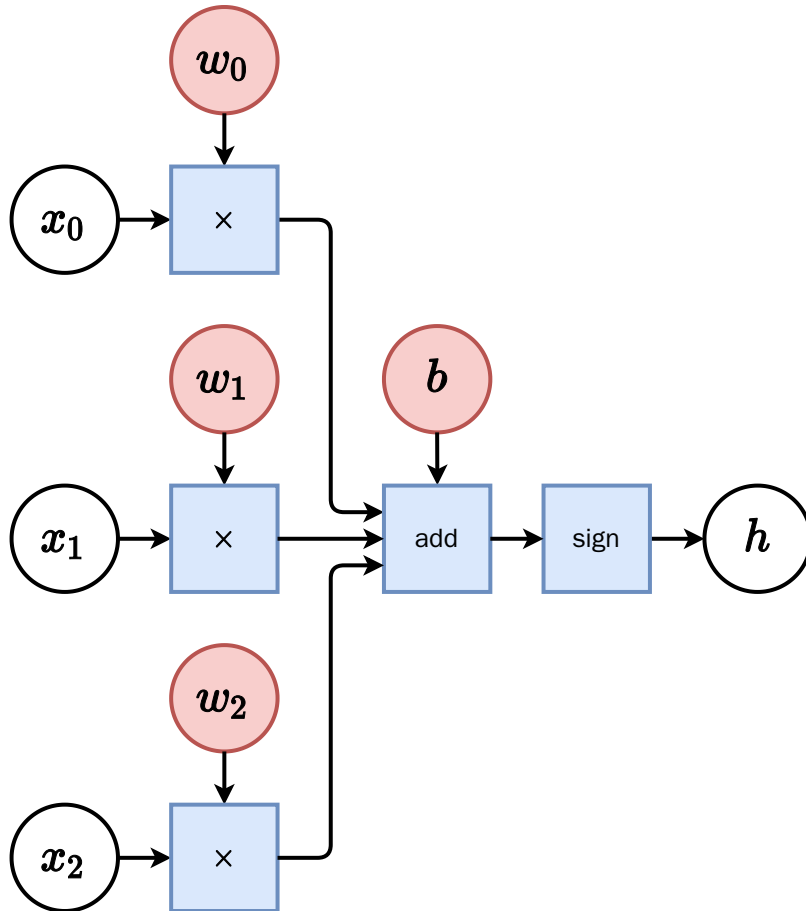 w₀
x₀ ×
w₁ b
x₁ × add sign h
w₂
x₂ ×